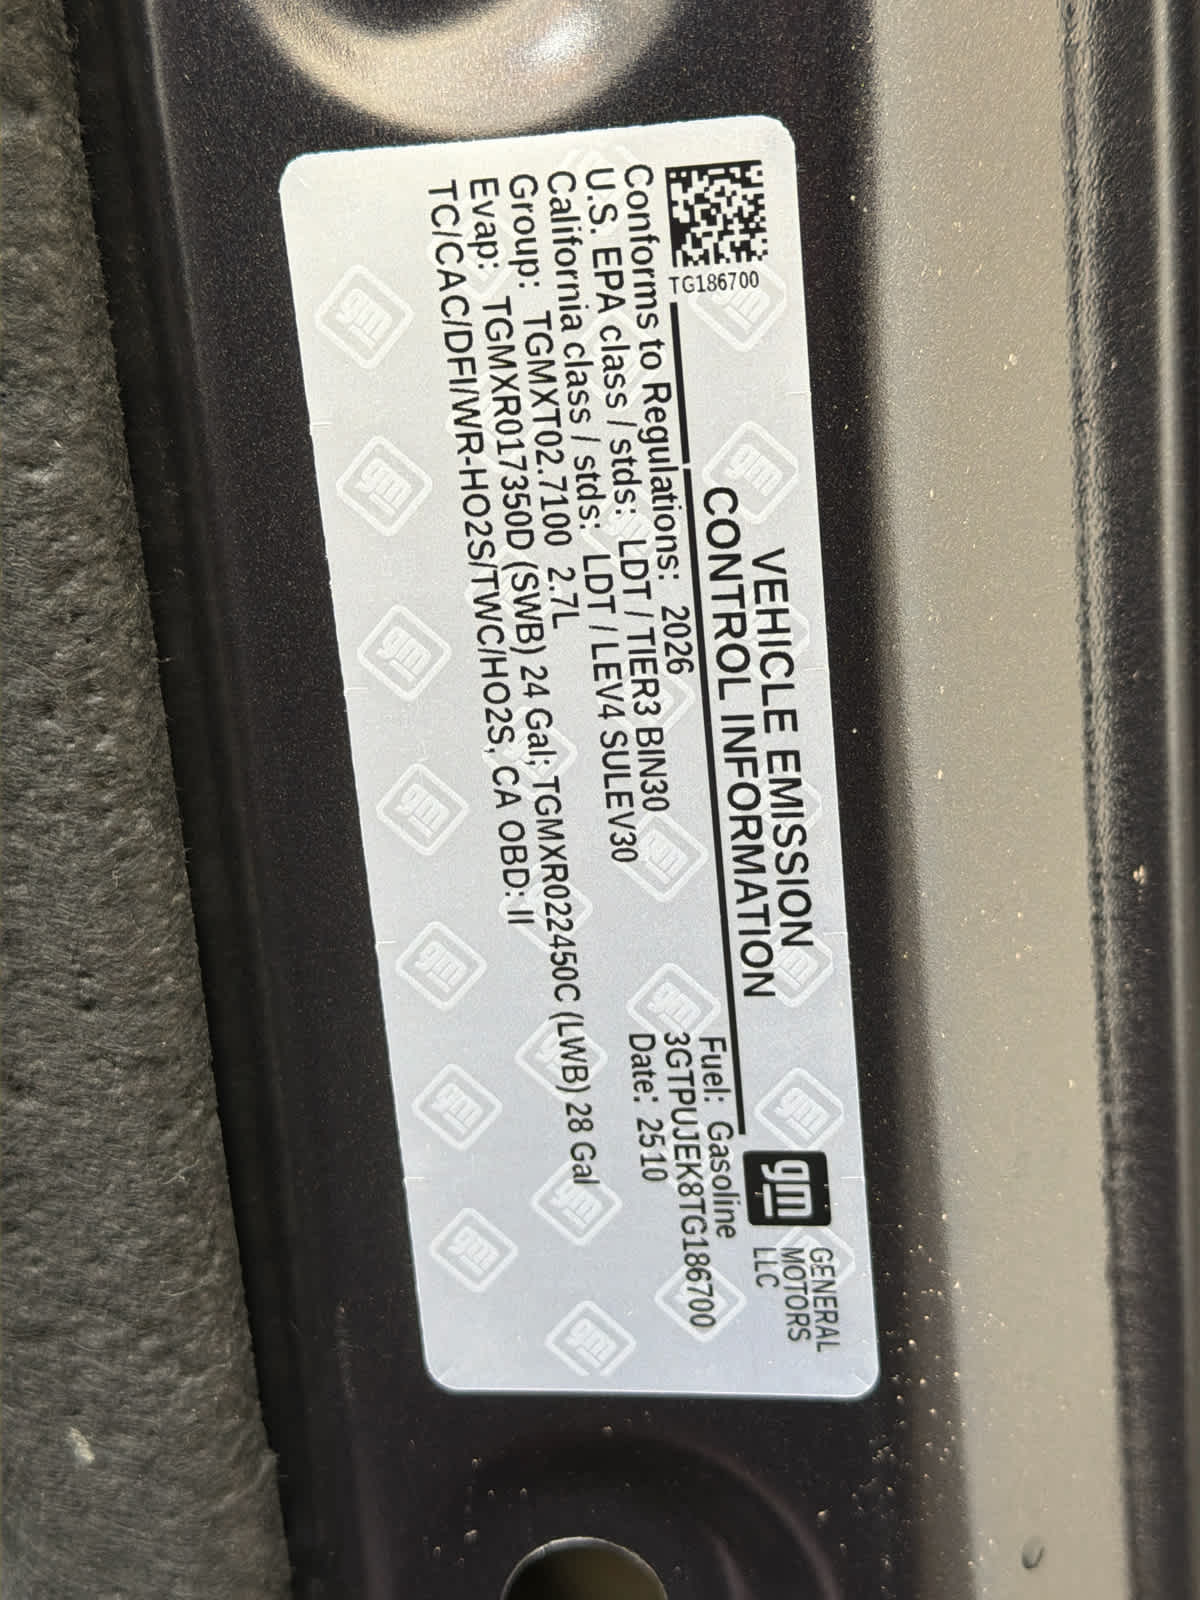 TG186700
VEHICLE EMISSION
CONTROL INFORMATION
gm
GENERAL
MOTORS
LLC
Fuel: Gasoline
3GTPUJEK8TG186700
Date: 2510
Conforms to Regulations: 2026
U.S. EPA class / stds: LDT / TIER3 BIN30
California class / stds: LDT / LEV4 SULEV30
Group: TGMXT02.7100 2.7L
Evap: TGMXR017350D (SWB) 24 Gal; TGMXR022450C (LWB) 28 Gal
TC/CAC/DFI/WR-HO2S/TWC/HO2S, CA OBD: II